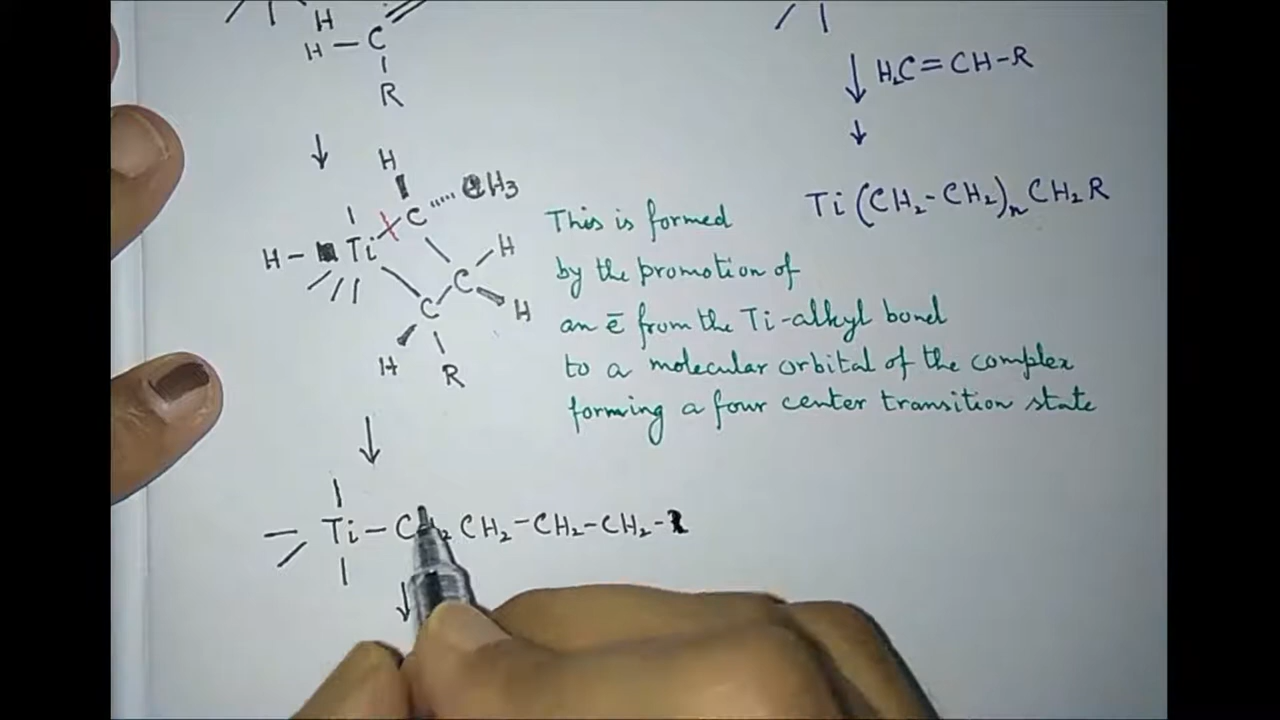 H
H – C
R
H₂C = CH – R
H
C ····· CH₃
H – Ti
C
H
C
H
H
R
Ti (CH₂ - CH₂)ₙ CH₂ R
This is formed
by the promotion of
an ē from the Ti-alkyl bond
to a molecular orbital of the complex
forming a four center transition state
Ti – CH₂ CH₂ – CH₂ – CH₂ – R